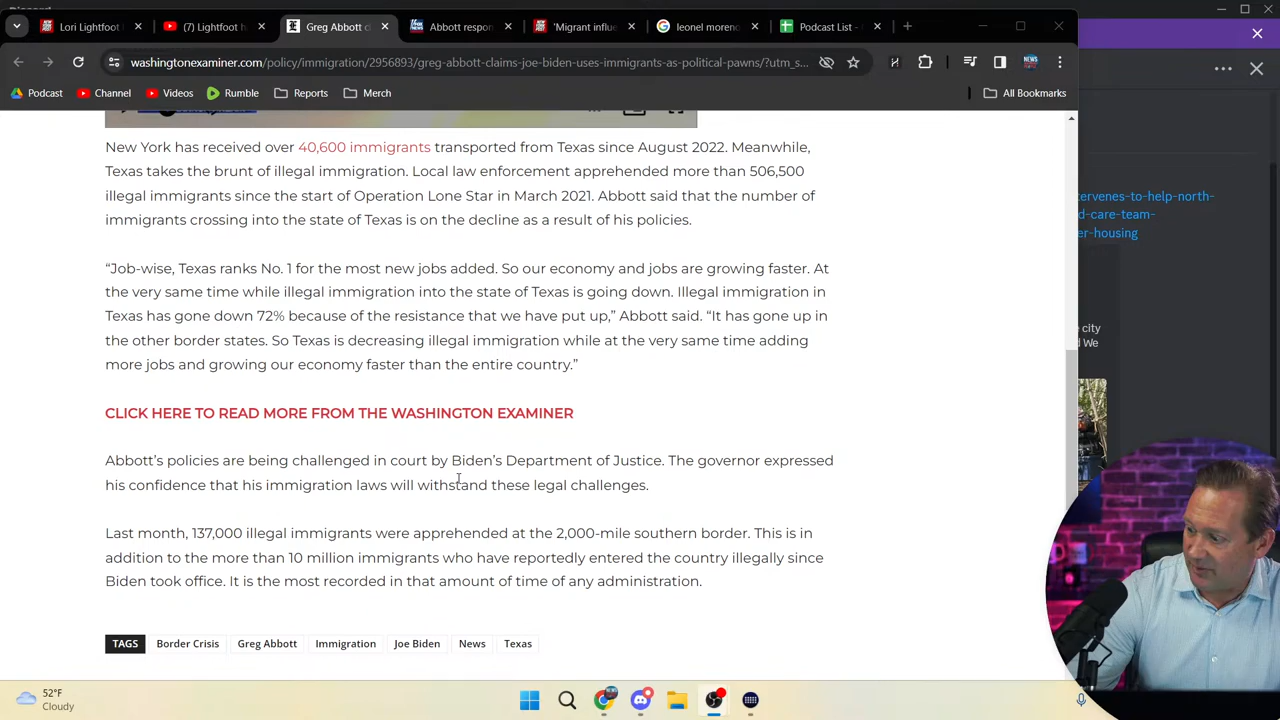 Lori Lightfoot
(7) Lightfoot h
Greg Abbott c
Abbott respon
'Migrant influe
leonel moreno
Podcast List -
washingtonexaminer.com/policy/immigration/2956893/greg-abbott-claims-joe-biden-uses-immigrants-as-political-pawns/?utm_s...
Podcast
Channel
Videos
Rumble
Reports
Merch
All Bookmarks
New York has received over 40,600 immigrants transported from Texas since August 2022. Meanwhile,
Texas takes the brunt of illegal immigration. Local law enforcement apprehended more than 506,500
illegal immigrants since the start of Operation Lone Star in March 2021. Abbott said that the number of
immigrants crossing into the state of Texas is on the decline as a result of his policies.
“Job-wise, Texas ranks No. 1 for the most new jobs added. So our economy and jobs are growing faster. At
the very same time while illegal immigration into the state of Texas is going down. Illegal immigration in
Texas has gone down 72% because of the resistance that we have put up,” Abbott said. “It has gone up in
the other border states. So Texas is decreasing illegal immigration while at the very same time adding
more jobs and growing our economy faster than the entire country.”
CLICK HERE TO READ MORE FROM THE WASHINGTON EXAMINER
Abbott’s policies are being challenged in court by Biden’s Department of Justice. The governor expressed
his confidence that his immigration laws will withstand these legal challenges.
Last month, 137,000 illegal immigrants were apprehended at the 2,000-mile southern border. This is in
addition to the more than 10 million immigrants who have reportedly entered the country illegally since
Biden took office. It is the most recorded in that amount of time of any administration.
TAGS
Border Crisis
Greg Abbott
Immigration
Joe Biden
News
Texas
tervenes-to-help-north-
d-care-team-
er-housing
e city
d We
52°F
Cloudy